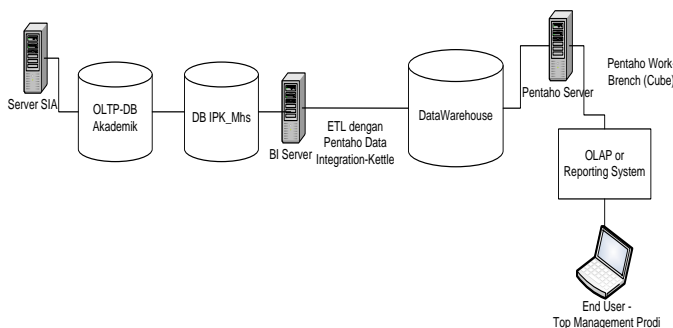 Server SIA
OLTP-DB
Akademik
DB IPK_Mhs
BI Server
ETL dengan
Pentaho Data
Integration-Kettle
DataWarehouse
Pentaho Server
Pentaho Work-
Brench (Cube)
OLAP or
Reporting System
End User -
Top Management Prodi